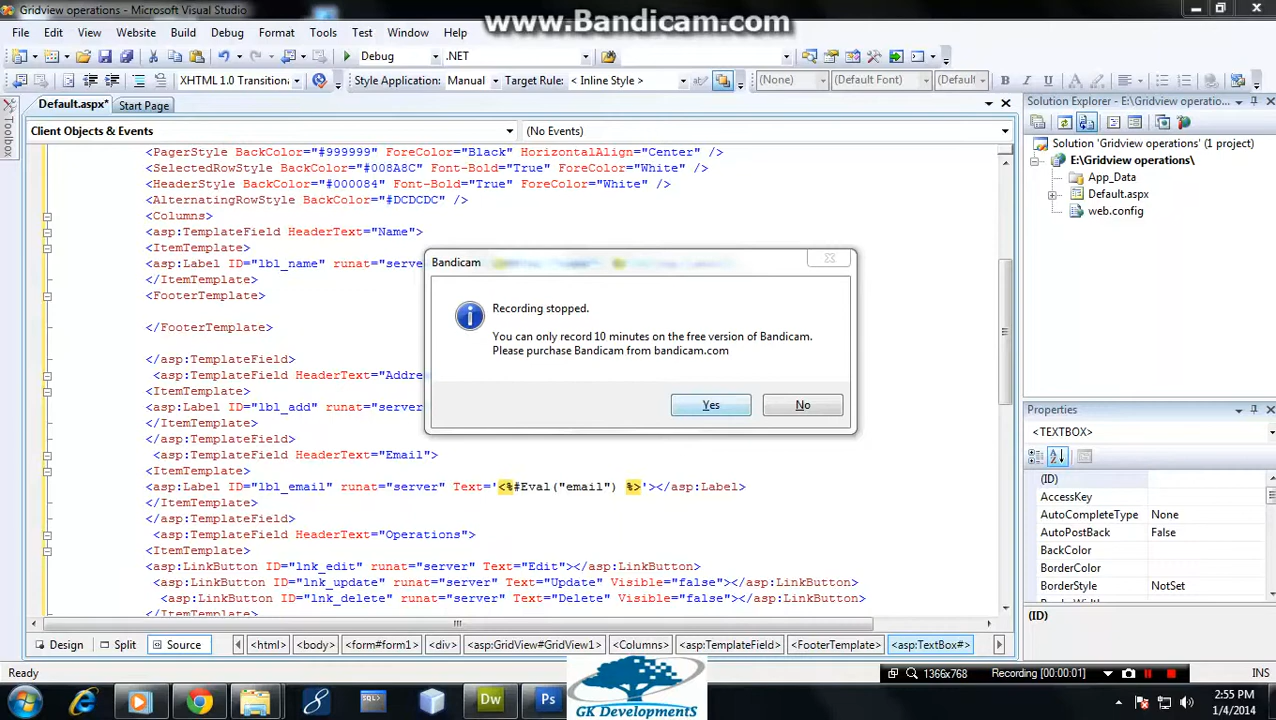 Gridview operations - Microsoft Visual Studio
www.Bandicam.com
File Edit View Website Build Debug Format Tools Test Window Help
Debug .NET
XHTML 1.0 Transition Style Application: Manual Target Rule: < Inline Style > (None) (Default Font) (Default
Default.aspx* Start Page
Toolbox
Client Objects & Events (No Events)
<PagerStyle BackColor="#999999" ForeColor="Black" HorizontalAlign="Center" />
<SelectedRowStyle BackColor="#008A8C" Font-Bold="True" ForeColor="White" />
<HeaderStyle BackColor="#000084" Font-Bold="True" ForeColor="White" />
<AlternatingRowStyle BackColor="#DCDCDC" />
<Columns>
<asp:TemplateField HeaderText="Name">
<ItemTemplate>
<asp:Label ID="lbl_name" runat="serve
</ItemTemplate>
<FooterTemplate>
</FooterTemplate>
</asp:TemplateField>
<asp:TemplateField HeaderText="Addre
<ItemTemplate>
<asp:Label ID="lbl_add" runat="server
</ItemTemplate>
</asp:TemplateField>
<asp:TemplateField HeaderText="Email">
<ItemTemplate>
<asp:Label ID="lbl_email" runat="server" Text='<%#Eval("email") %>'></asp:Label>
</ItemTemplate>
</asp:TemplateField>
<asp:TemplateField HeaderText="Operations">
<ItemTemplate>
<asp:LinkButton ID="lnk_edit" runat="server" Text="Edit"></asp:LinkButton>
<asp:LinkButton ID="lnk_update" runat="server" Text="Update" Visible="false"></asp:LinkButton>
<asp:LinkButton ID="lnk_delete" runat="server" Text="Delete" Visible="false"></asp:LinkButton>
</ItemTemplate>
Bandicam
Recording stopped.
You can only record 10 minutes on the free version of Bandicam.
Please purchase Bandicam from bandicam.com
Yes No
Solution Explorer - E:\Gridview operatio...
Solution 'Gridview operations' (1 project)
E:\Gridview operations\
App_Data
Default.aspx
web.config
Properties
<TEXTBOX>
(ID)
AccessKey
AutoCompleteType None
AutoPostBack False
BackColor
BorderColor
BorderStyle NotSet
(ID)
Design Split Source <html> <body> <form#form1> <div> <asp:GridView#GridView1> <Columns> <asp:TemplateField> <FooterTemplate> <asp:TextBox#>
Ready 1366x768 Recording [00:00:01] INS
Dw Ps
GK DevelopmentS
2:55 PM
1/4/2014